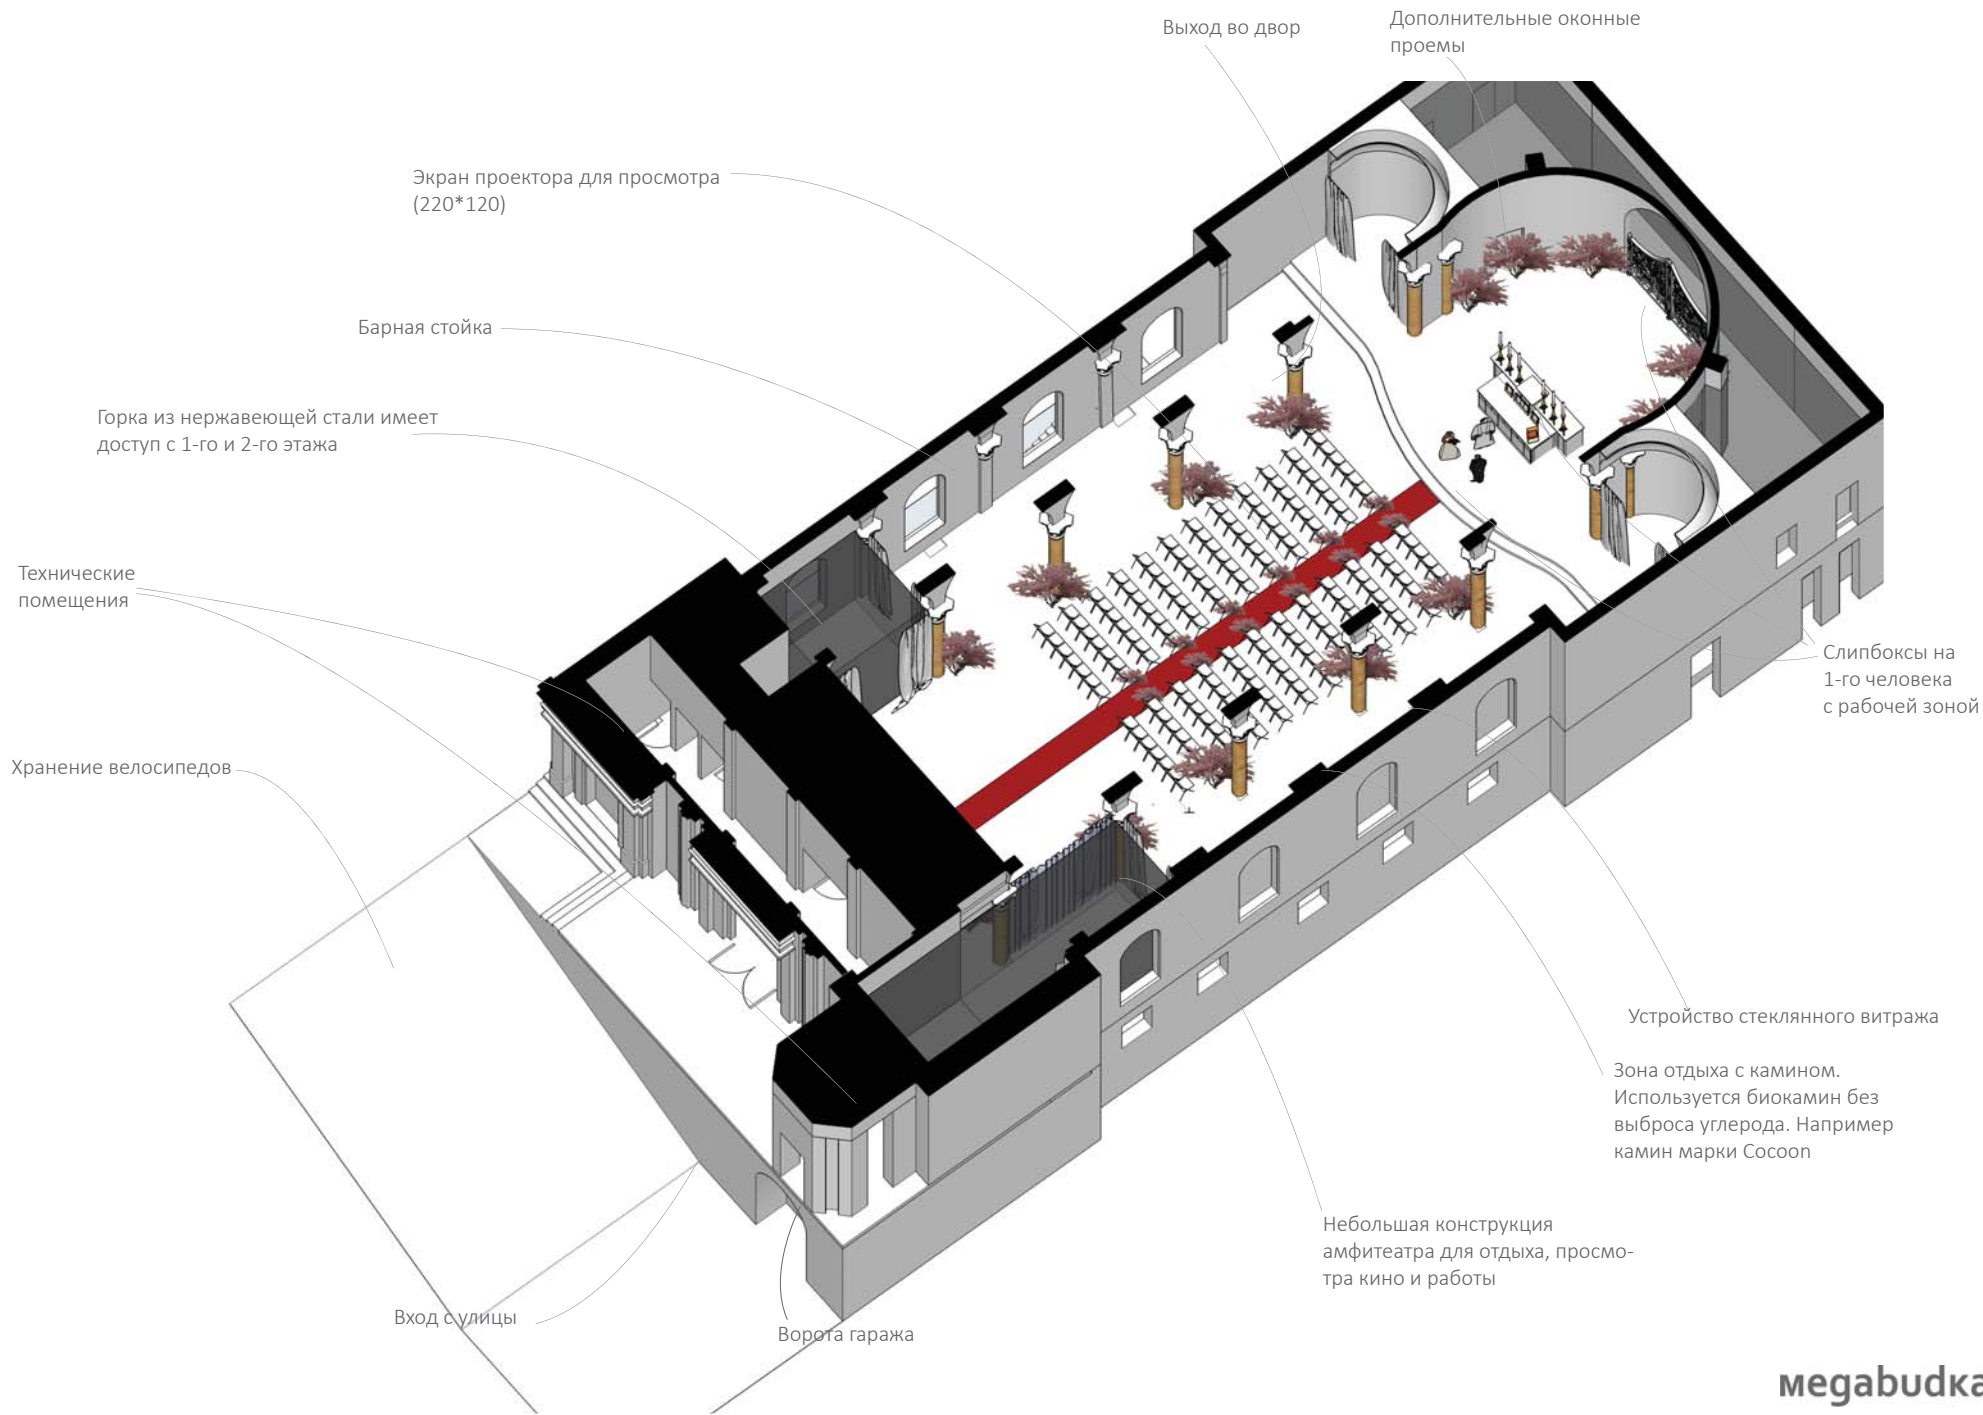 Выход во двор
Дополнительные оконные
проемы
Экран проектора для просмотра
(220*120)
Барная стойка
Горка из нержавеющей стали имеет
доступ с 1-го и 2-го этажа
Технические
помещения
Хранение велосипедов
Слипбоксы на
1-го человека
с рабочей зоной
Устройство стеклянного витража
Зона отдыха с камином.
Используется биокамин без
выброса углерода. Например
камин марки Cocoon
Небольшая конструкция
амфитеатра для отдыха, просмо-
тра кино и работы
Вход с улицы
Ворота гаража
мegabudka